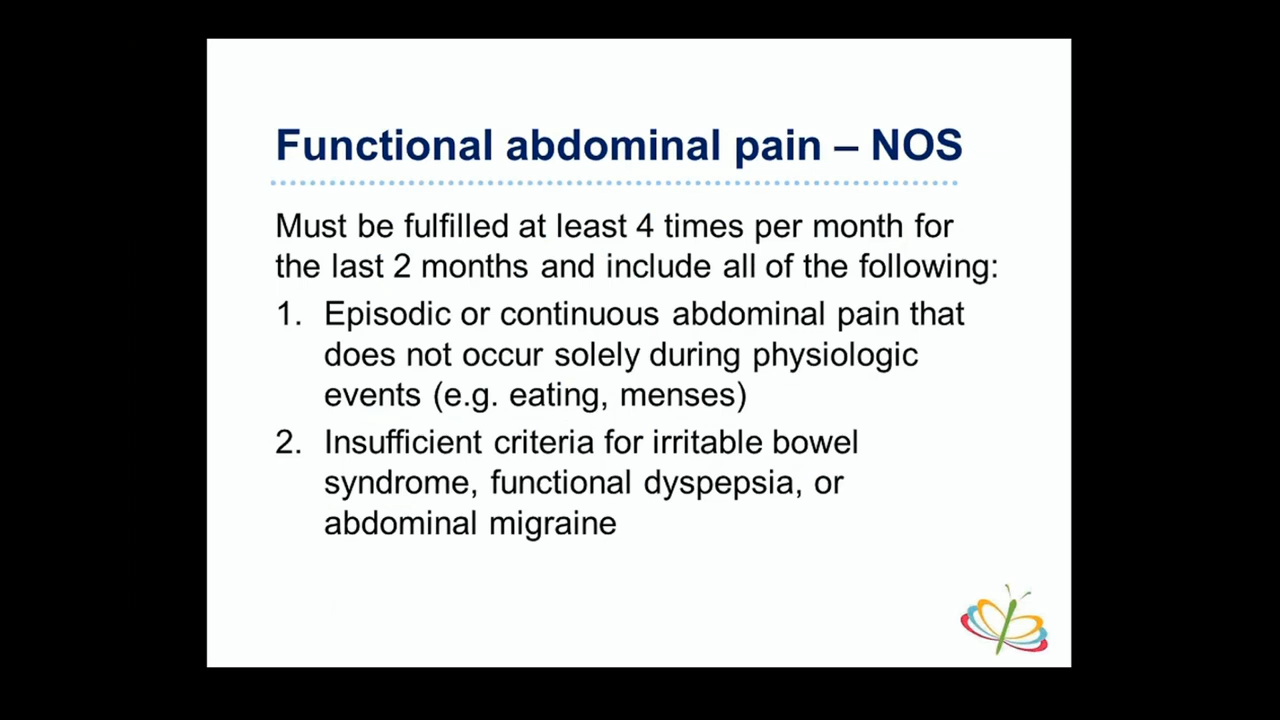 Functional abdominal pain – NOS
Must be fulfilled at least 4 times per month for
the last 2 months and include all of the following:
1. Episodic or continuous abdominal pain that
does not occur solely during physiologic
events (e.g. eating, menses)
2. Insufficient criteria for irritable bowel
syndrome, functional dyspepsia, or
abdominal migraine